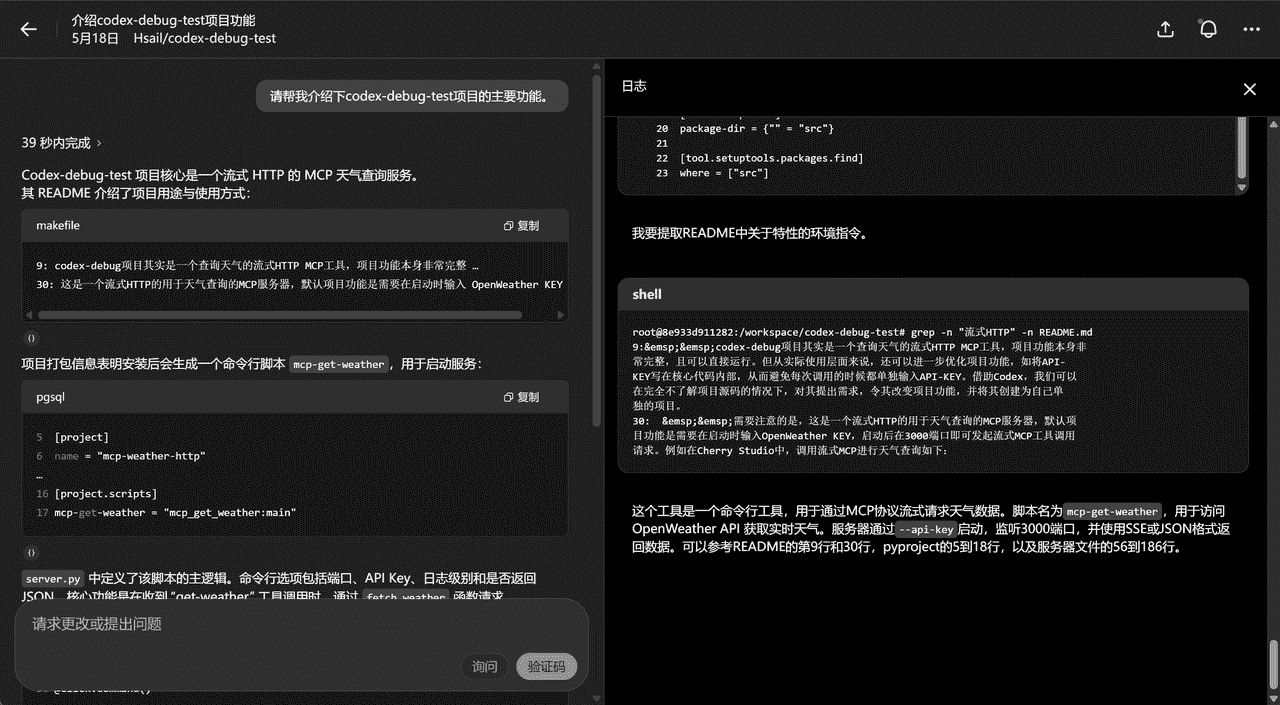 介绍codex-debug-test项目功能
5月18日 Hsail/codex-debug-test
请帮我介绍下codex-debug-test项目的主要功能。
39 秒内完成 ›
Codex-debug-test 项目核心是一个流式 HTTP 的 MCP 天气查询服务。
其 README 介绍了项目用途与使用方式：
makefile 复制
9: codex-debug项目其实是一个查询天气的流式HTTP MCP工具，项目功能本身非常完整 …
30: 这是一个流式HTTP的用于天气查询的MCP服务器，默认项目功能是需要在启动时输入 OpenWeather KEY
项目打包信息表明安装后会生成一个命令行脚本 mcp-get-weather，用于启动服务：
pgsql 复制
5 [project]
6 name = "mcp-weather-http"
…
16 [project.scripts]
17 mcp-get-weather = "mcp_get_weather:main"
server.py 中定义了该脚本的主逻辑。命令行选项包括端口、API Key、日志级别和是否返回
JSON。核心功能是在收到 “get-weather” 工具调用时，通过 fetch_weather 函数请求
请求更改或提出问题
询问 验证码
@click.command()
日志
20 package-dir = {"" = "src"}
21
22 [tool.setuptools.packages.find]
23 where = ["src"]
我要提取README中关于特性的环境指令。
shell
root@8e933d911282:/workspace/codex-debug-test# grep -n "流式HTTP" -n README.md
9:&emsp;&emsp;codex-debug项目其实是一个查询天气的流式HTTP MCP工具，项目功能本身非
常完整，且可以直接运行。但从实际使用层面来说，还可以进一步优化项目功能，如将API-
KEY写在核心代码内部，从而避免每次调用的时候都单独输入API-KEY。借助Codex，我们可以
在完全不了解项目源码的情况下，对其提出需求，令其改变项目功能，并将其创建为自己单
独的项目。
30: &emsp;&emsp;需要注意的是，这是一个流式HTTP的用于天气查询的MCP服务器，默认项
目功能是需要在启动时输入OpenWeather KEY，启动后在3000端口即可发起流式MCP工具调用
请求。例如在Cherry Studio中，调用流式MCP进行天气查询如下：
这个工具是一个命令行工具，用于通过MCP协议流式请求天气数据。脚本名为 mcp-get-weather，用于访问
OpenWeather API 获取实时天气。服务器通过 --api-key 启动，监听3000端口，并使用SSE或JSON格式返
回数据。可以参考README的第9行和30行，pyproject的5到18行，以及服务器文件的56到186行。